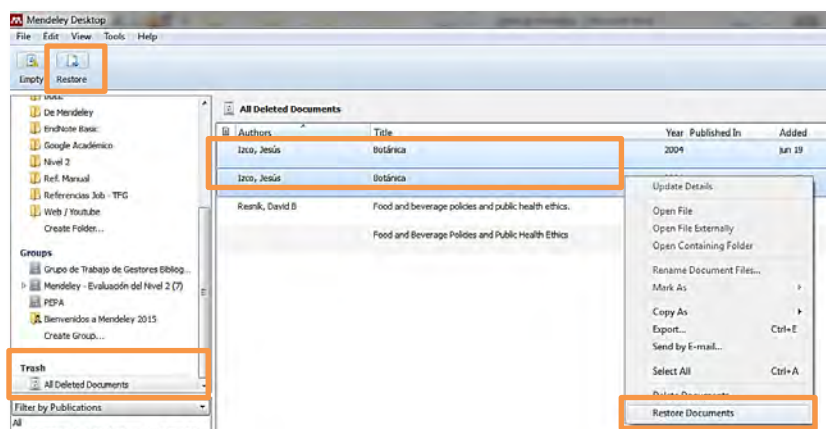 Mendeley Desktop
File Edit View Tools Help
Empty Restore
De Mendeley
EndNote Basic
Google Académico
Nivel 2
Ref. Manual
Referencias Job - TFG
Web / Youtube
Create Folder...
Groups
Grupo de Trabajo de Gestores Bibliog...
Mendeley - Evaluación del Nivel 2 (7)
PEPA
Bienvenidos a Mendeley 2015
Create Group...
Trash
All Deleted Documents
Filter by Publications
All
All Deleted Documents
Authors Title Year Published In Added
Izco, Jesús Botánica 2004 jun 19
Izco, Jesús Botánica
Resnik, David B Food and beverage policies and public health ethics.
Food and Beverage Policies and Public Health Ethics
Update Details
Open File
Open File Externally
Open Containing Folder
Rename Document Files...
Mark As
Copy As
Export... Ctrl+E
Send by E-mail...
Select All Ctrl+A
Delete Documents
Restore Documents